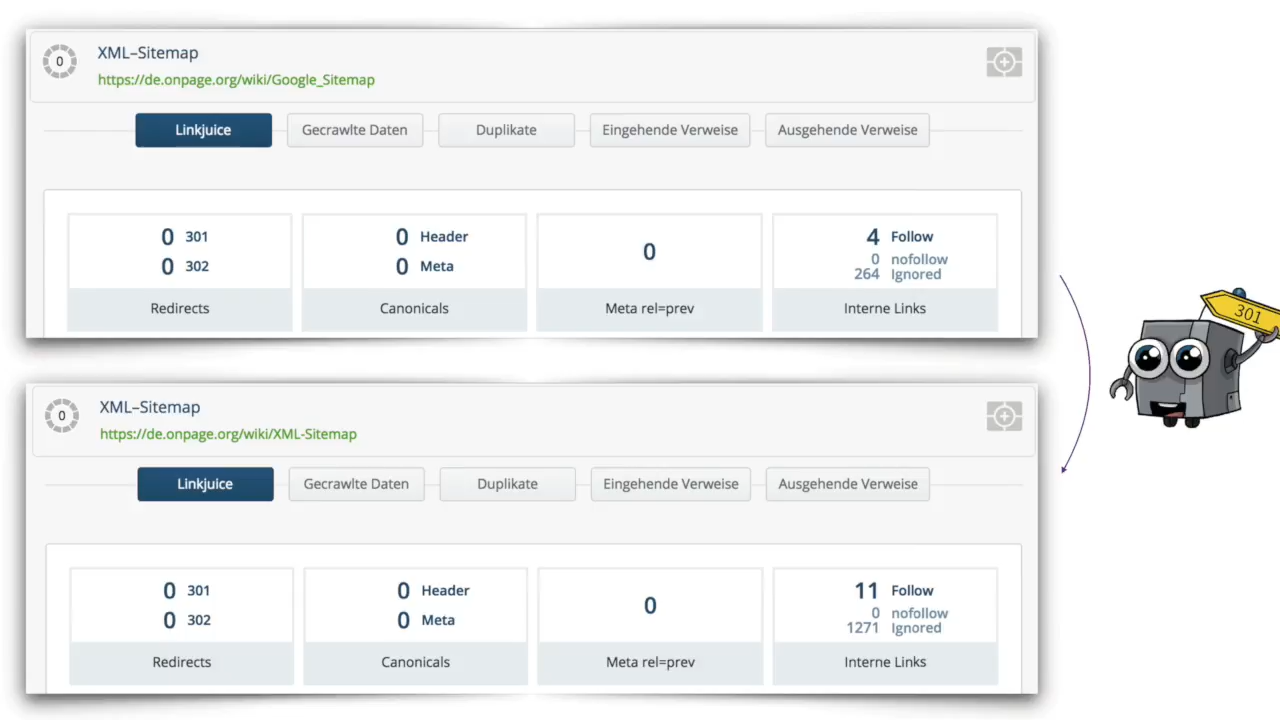 0
XML–Sitemap
https://de.onpage.org/wiki/Google_Sitemap
Linkjuice Gecrawlte Daten Duplikate Eingehende Verweise Ausgehende Verweise
0 301
0 302
Redirects
0 Header
0 Meta
Canonicals
0
Meta rel=prev
4 Follow
0 nofollow
264 Ignored
Interne Links
301
0
XML–Sitemap
https://de.onpage.org/wiki/XML-Sitemap
Linkjuice Gecrawlte Daten Duplikate Eingehende Verweise Ausgehende Verweise
0 301
0 302
Redirects
0 Header
0 Meta
Canonicals
0
Meta rel=prev
11 Follow
0 nofollow
1271 Ignored
Interne Links